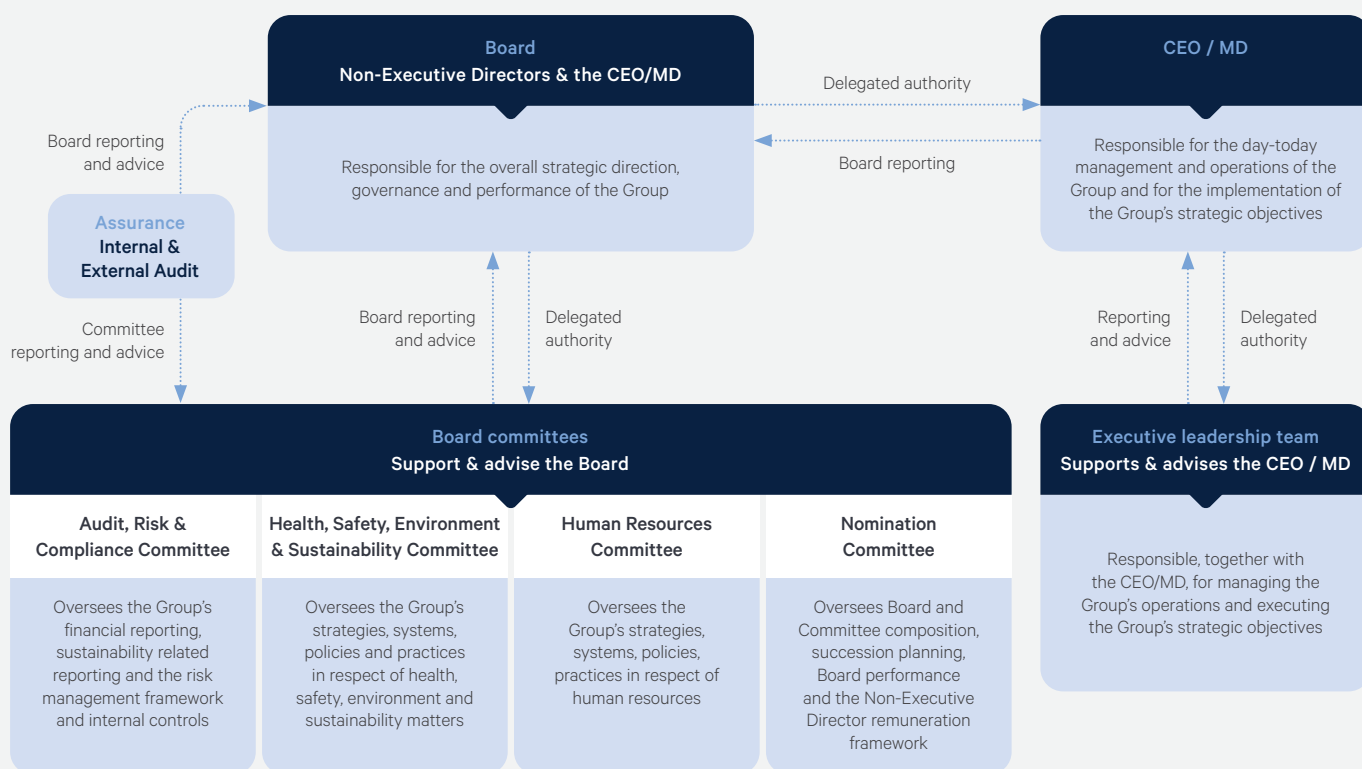 Board
Non-Executive Directors & the CEO/MD
Responsible for the overall strategic direction,
governance and performance of the Group
Delegated authority
Board reporting
CEO / MD
Responsible for the day-today
management and operations of the
Group and for the implementation of
the Group's strategic objectives
Board reporting
and advice
Assurance
Internal &
External Audit
Committee
reporting and advice
Board reporting
and advice
Delegated
authority
Reporting
and advice
Delegated
authority
Board committees
Support & advise the Board
Audit, Risk &
Compliance Committee
Oversees the Group's
financial reporting,
sustainability related
reporting and the risk
management framework
and internal controls
Health, Safety, Environment
& Sustainability Committee
Oversees the Group's
strategies, systems,
policies and practices
in respect of health,
safety, environment and
sustainability matters
Human Resources
Committee
Oversees the
Group's strategies,
systems, policies,
practices in respect of
human resources
Nomination
Committee
Oversees Board and
Committee composition,
succession planning,
Board performance
and the Non-Executive
Director remuneration
framework
Executive leadership team
Supports & advises the CEO / MD
Responsible, together with
the CEO/MD, for managing the
Group's operations and executing
the Group's strategic objectives